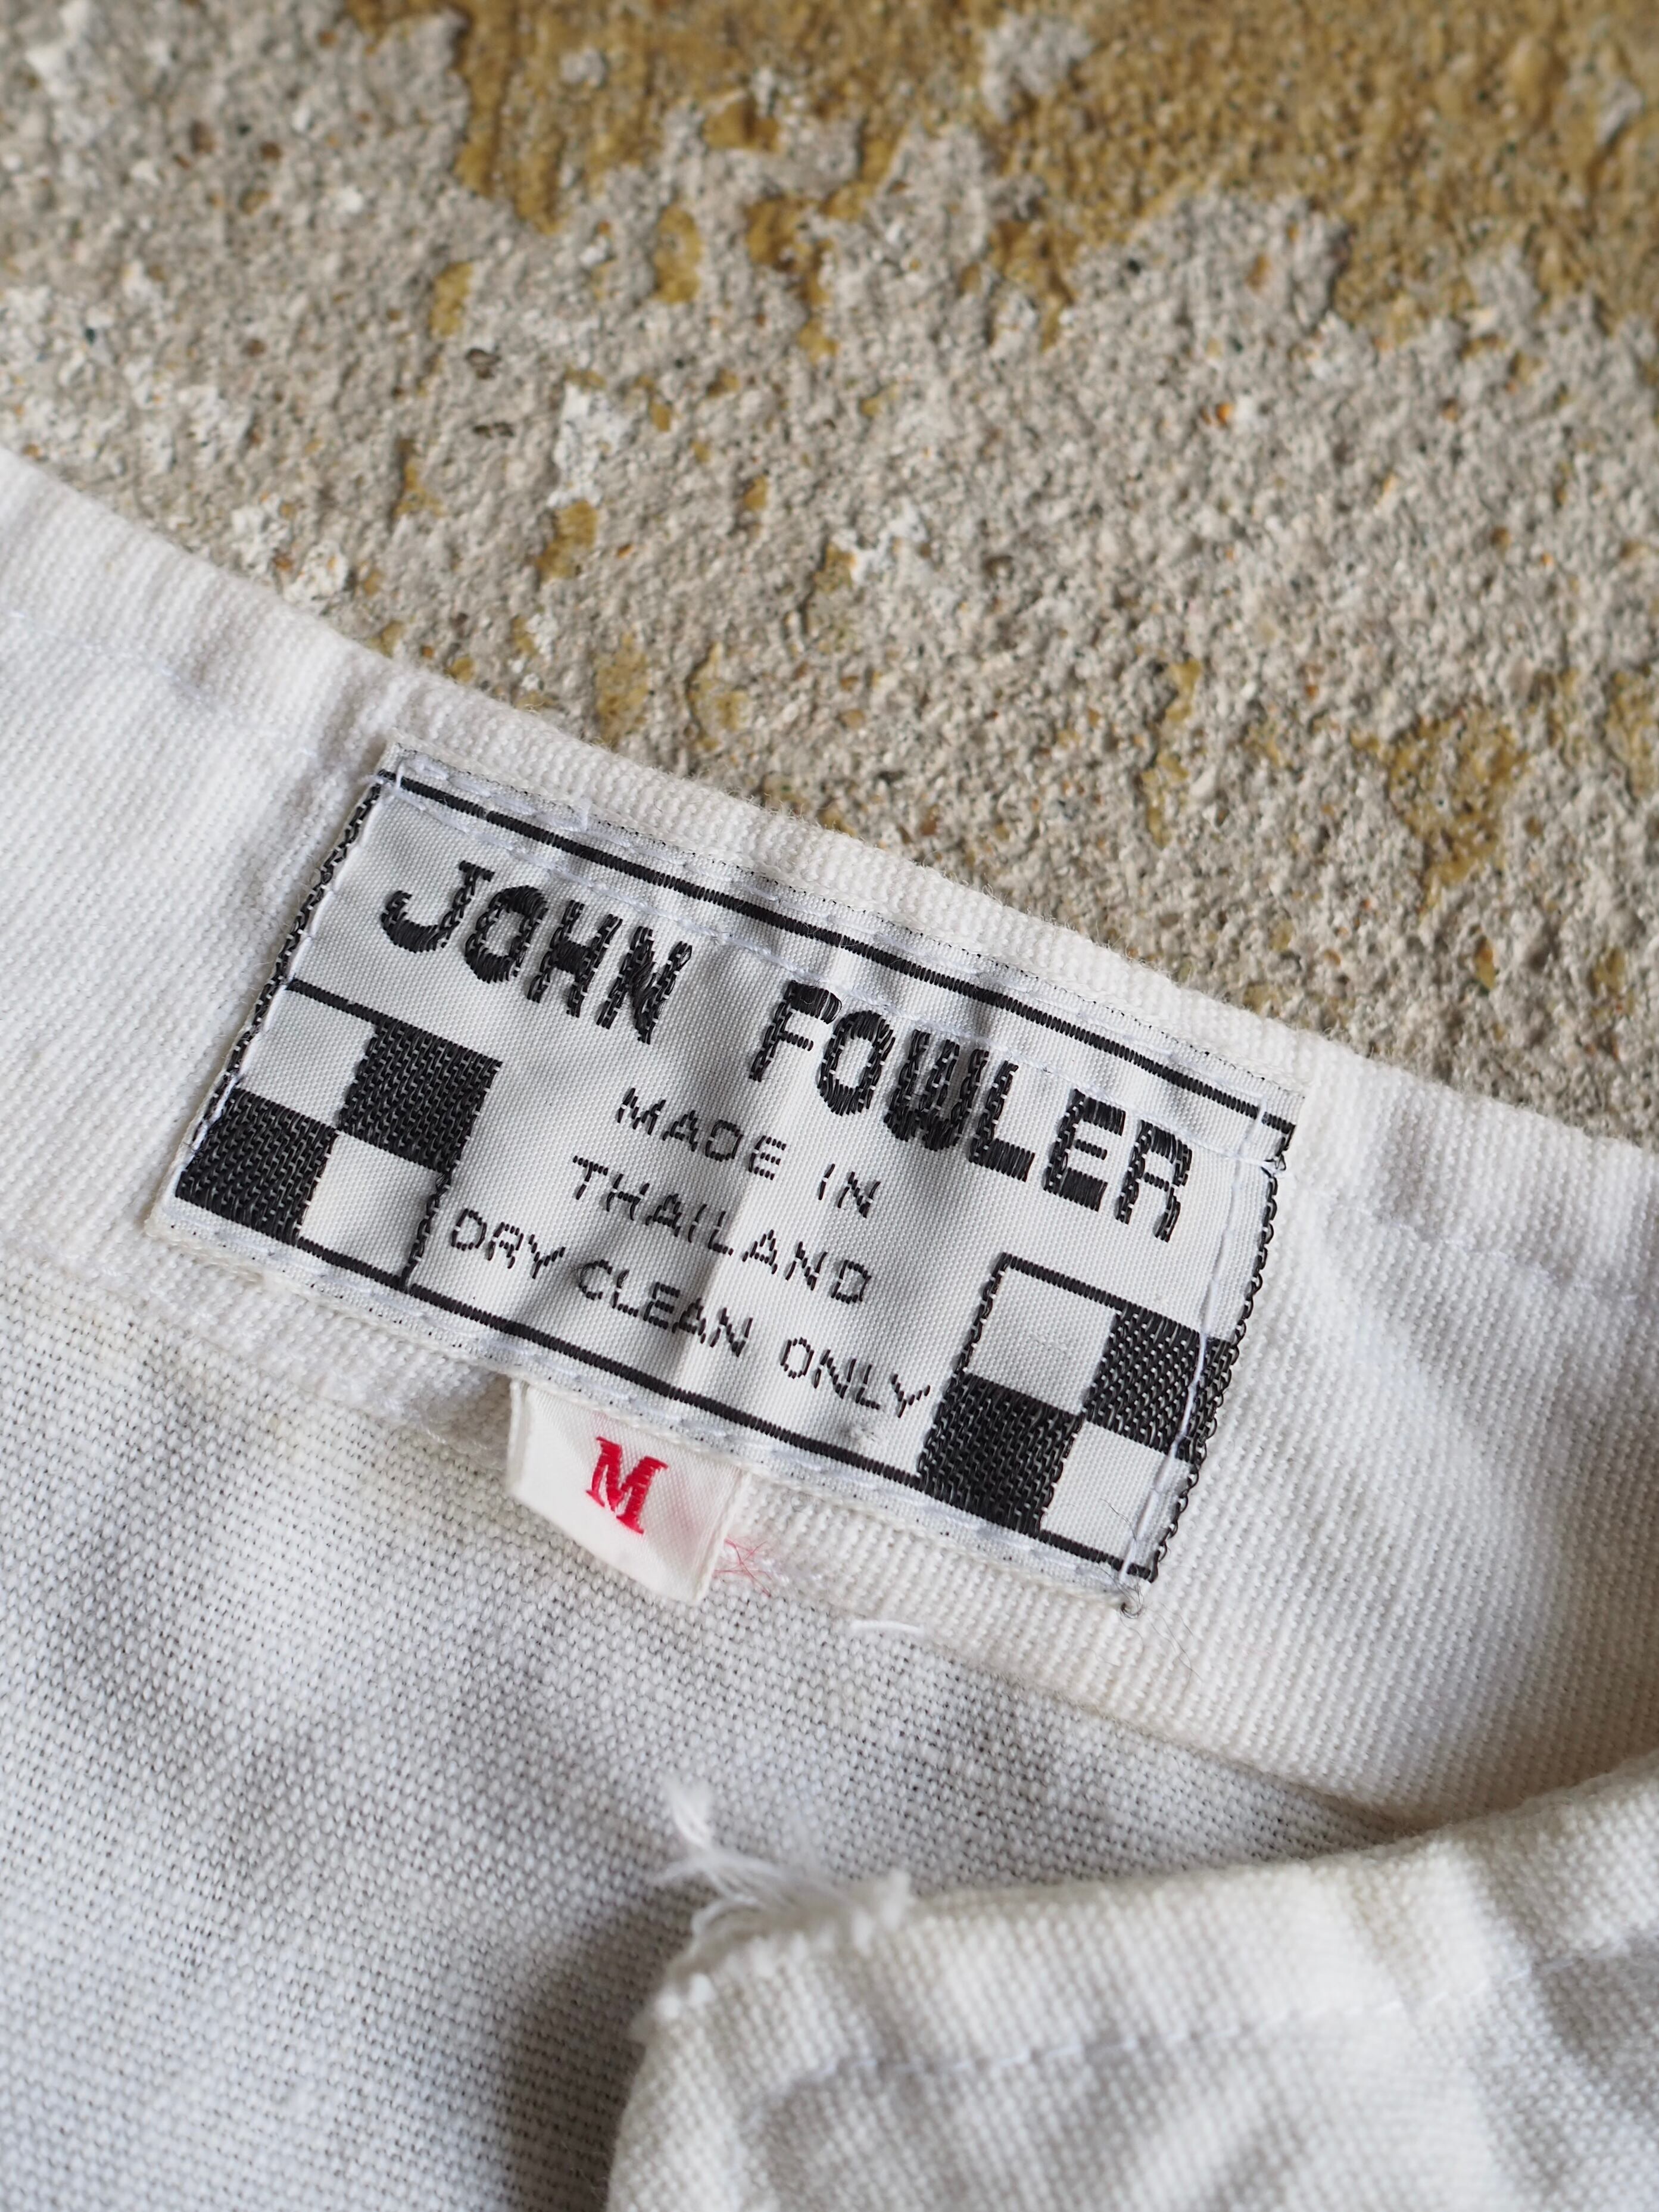 JOHN FOWLER
MADE IN
THAILAND
DRY CLEAN ONLY
M